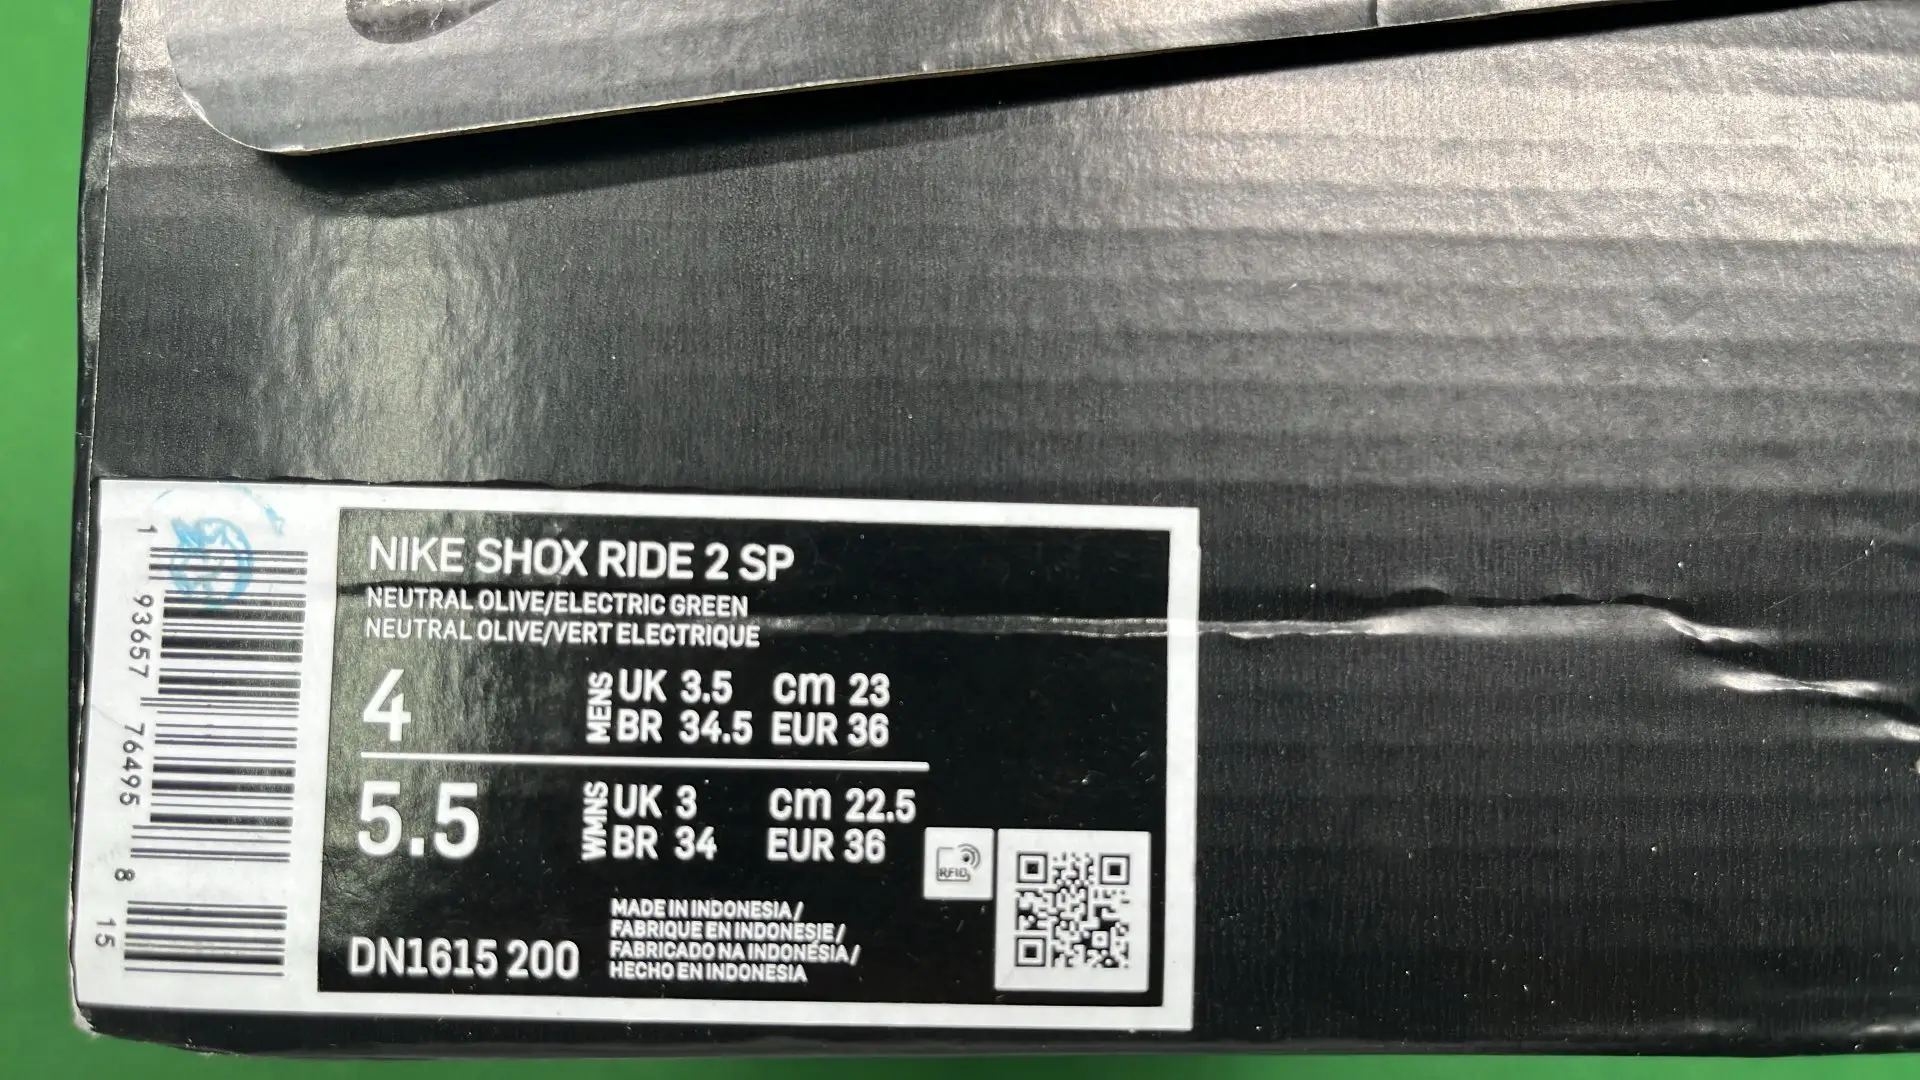 NIKE SHOX RIDE 2 SP
NEUTRAL OLIVE/ELECTRIC GREEN
NEUTRAL OLIVE/VERT ELECTRIQUE
4
MENS
UK 3.5 cm 23
BR 34.5 EUR 36
5.5
WMNS
UK 3 cm 22.5
BR 34 EUR 36
RFID
DN1615 200
MADE IN INDONESIA/
FABRIQUE EN INDONESIE/
FABRICADO NA INDONÉSIA/
HECHO EN INDONESIA
1 93657 76495 8 15